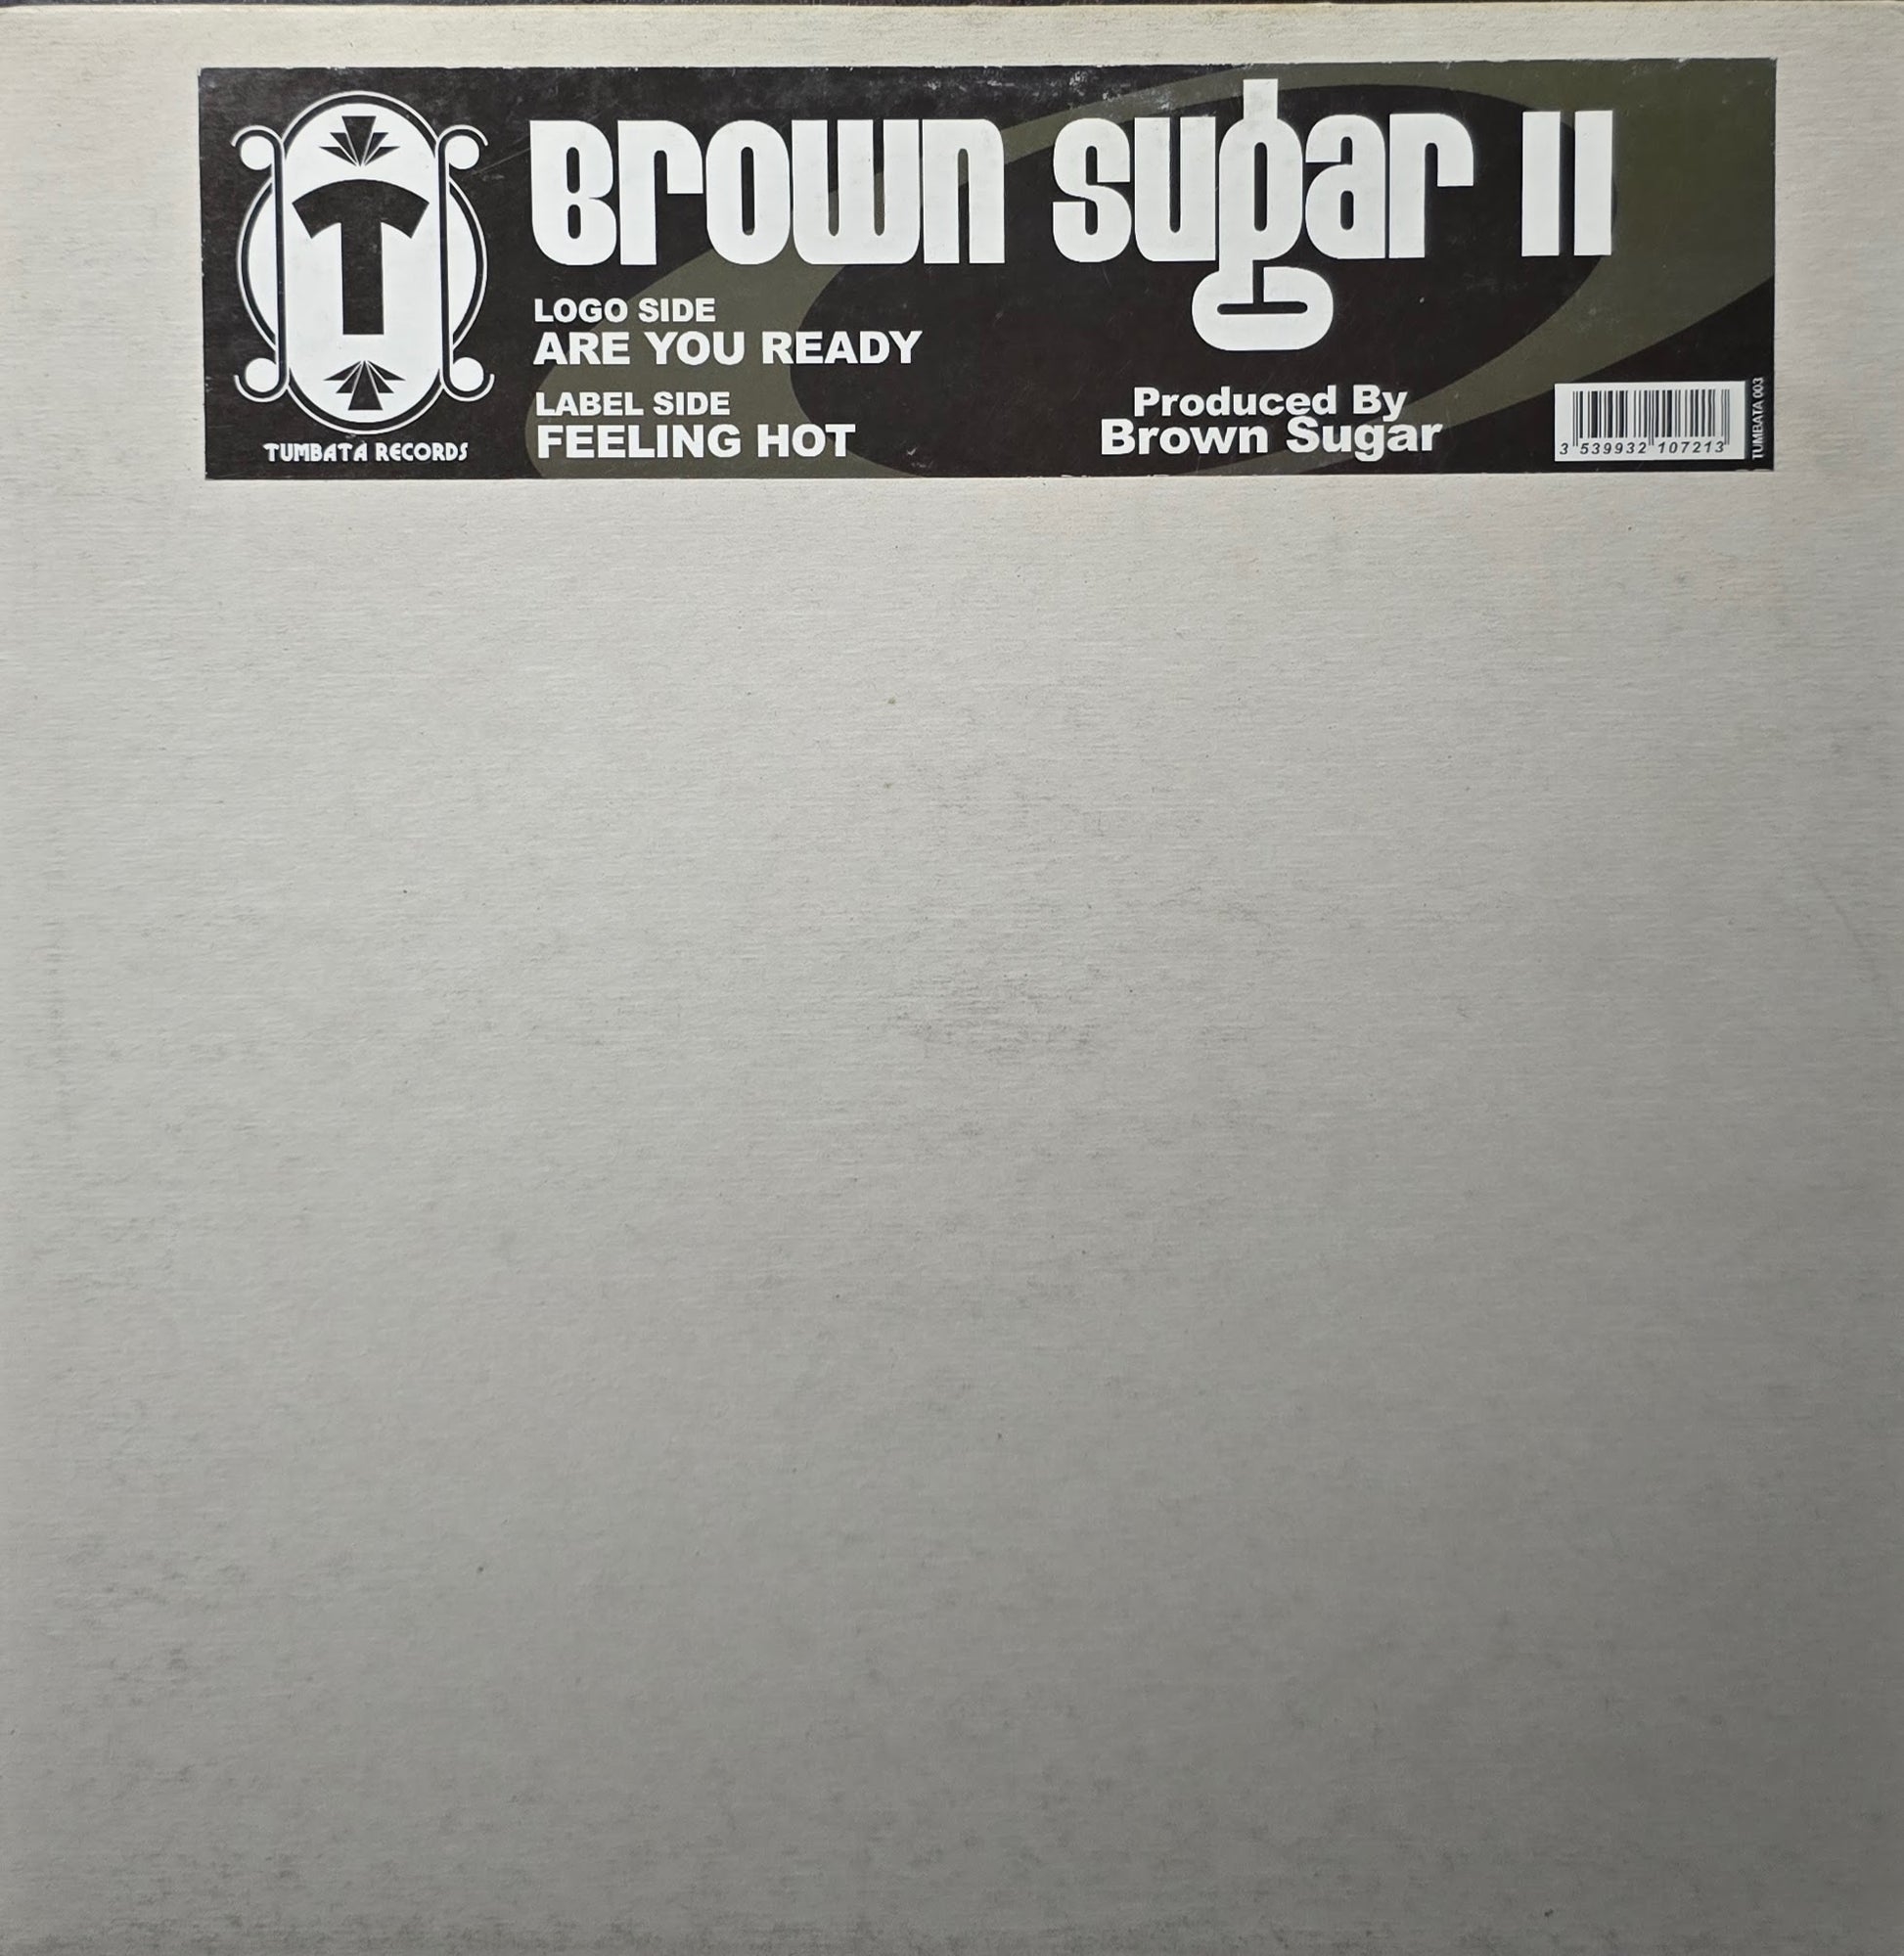 T
TUMBATA RECORDS
Brown Sugar II
LOGO SIDE
ARE YOU READY
LABEL SIDE
FEELING HOT
Produced By
Brown Sugar
3 539932 107213
TUMBATA 003